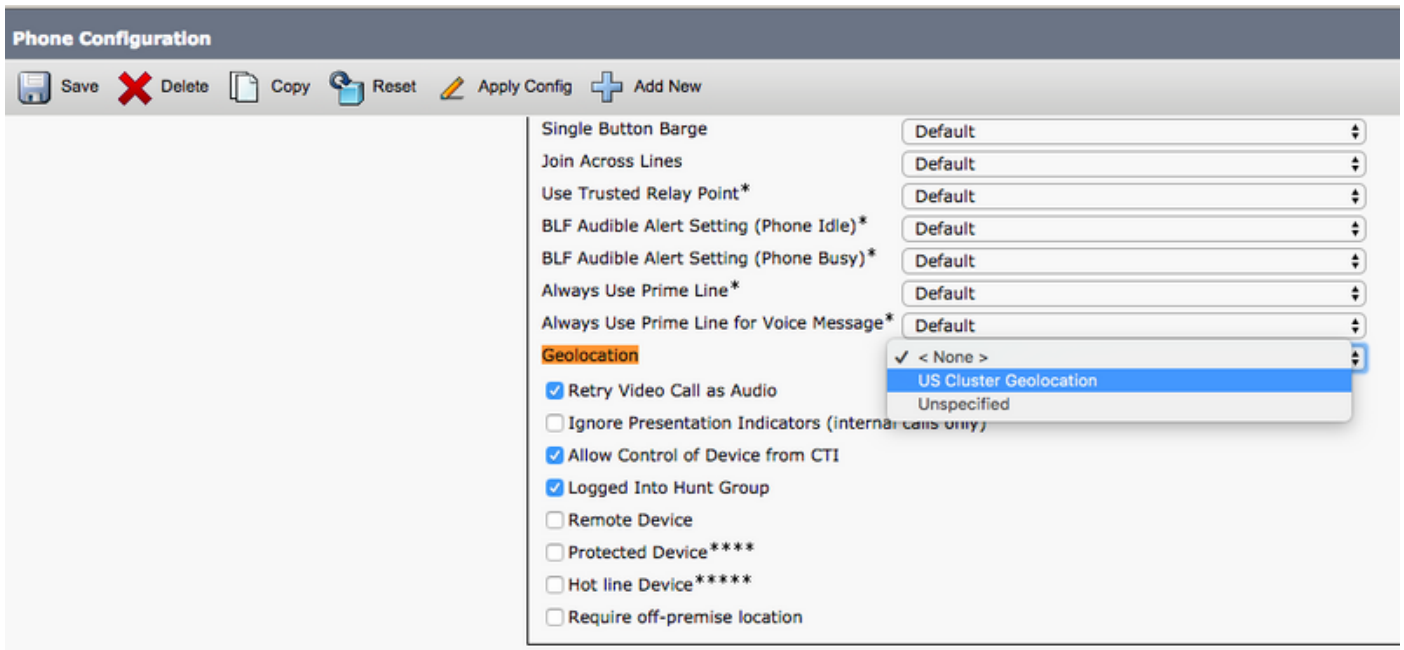 Phone Configuration
Save Delete Copy Reset Apply Config Add New
Single Button Barge Default
Join Across Lines Default
Use Trusted Relay Point* Default
BLF Audible Alert Setting (Phone Idle)* Default
BLF Audible Alert Setting (Phone Busy)* Default
Always Use Prime Line* Default
Always Use Prime Line for Voice Message* Default
Geolocation ✓ < None >
US Cluster Geolocation
Unspecified
Retry Video Call as Audio
Ignore Presentation Indicators (internal calls only)
Allow Control of Device from CTI
Logged Into Hunt Group
Remote Device
Protected Device****
Hot line Device*****
Require off-premise location